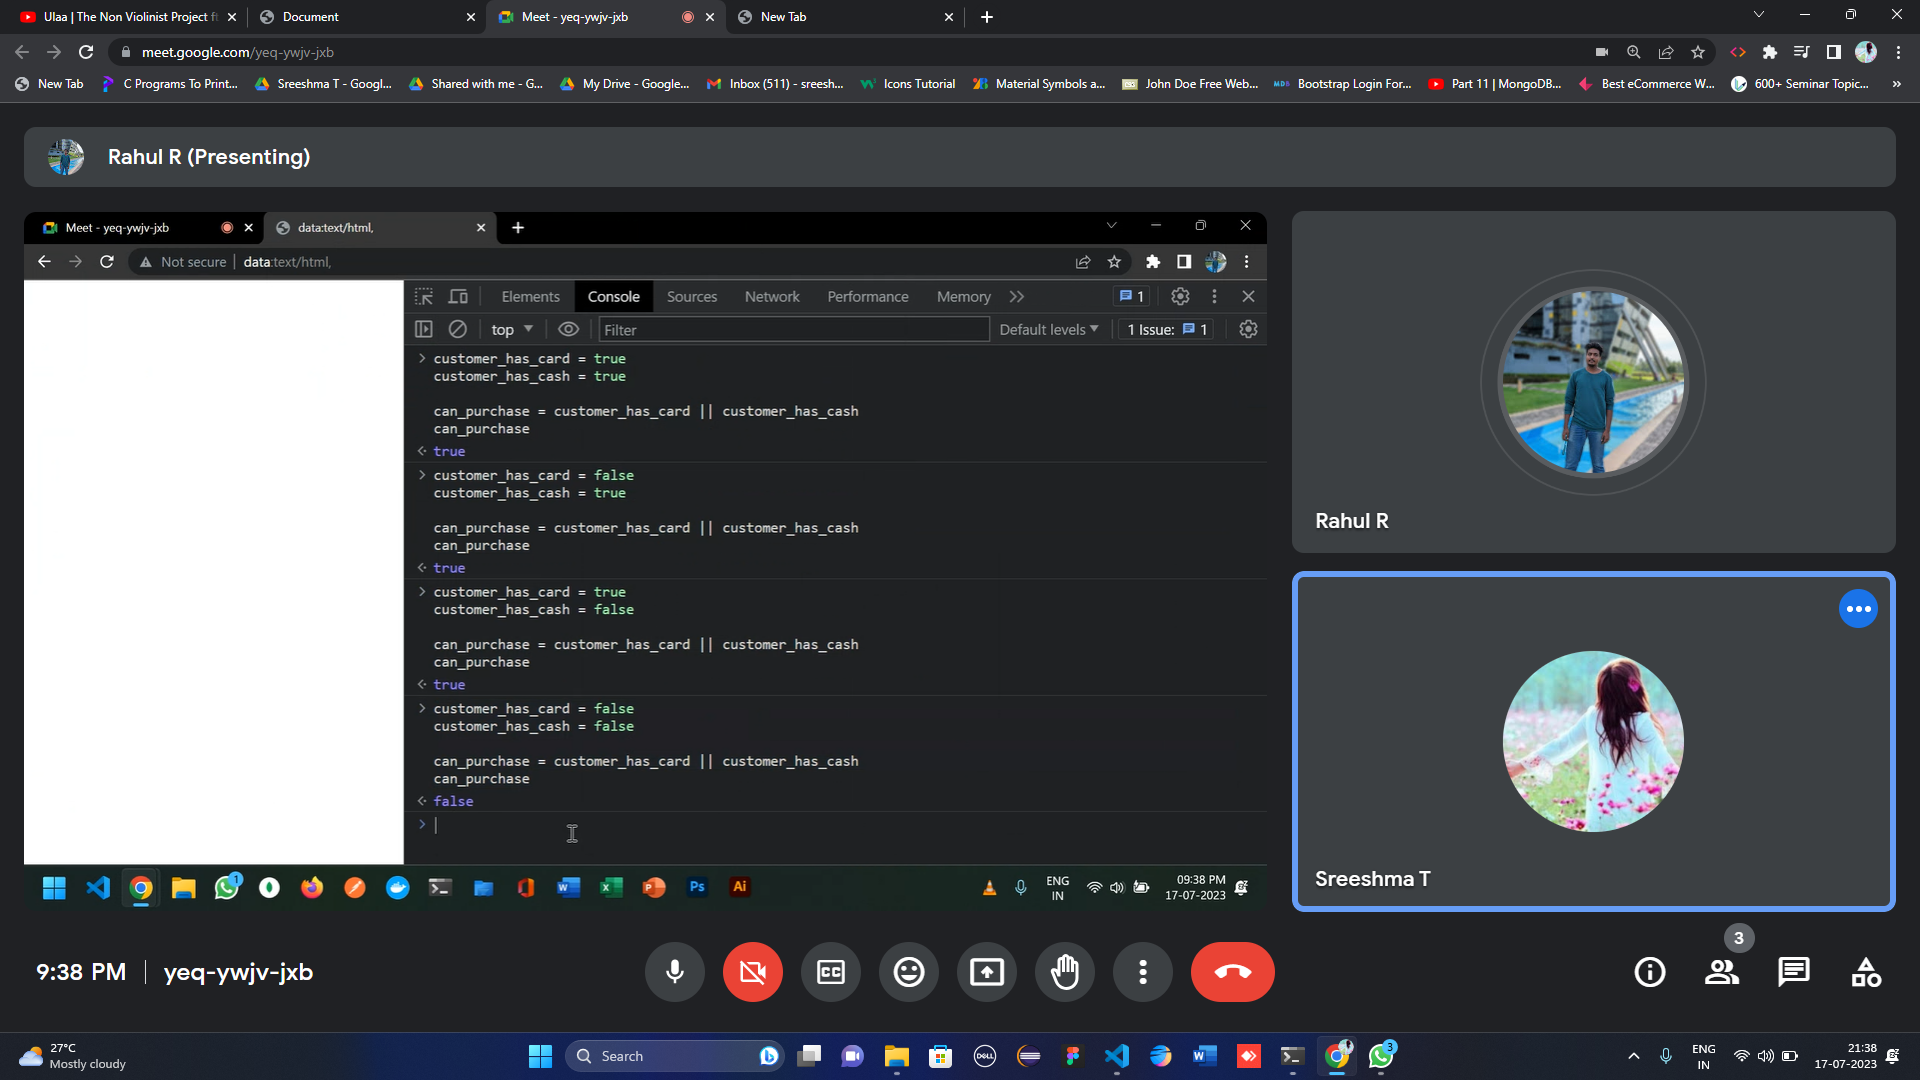 Ulaa | The Non Violinist Project ft
Document
Meet - yeq-ywjv-jxb
New Tab
meet.google.com/yeq-ywjv-jxb
New Tab
C Programs To Print...
Sreeshma T - Googl...
Shared with me - G...
My Drive - Google...
Inbox (511) - sreesh...
Icons Tutorial
Material Symbols a...
John Doe Free Web...
Bootstrap Login For...
Part 11 | MongoDB...
Best eCommerce W...
600+ Seminar Topic...
Rahul R (Presenting)
Meet - yeq-ywjv-jxb
data:text/html,
Not secure
data:text/html,
Elements
Console
Sources
Network
Performance
Memory
1
top
Filter
Default levels
1 Issue: 1
customer_has_card = true
customer_has_cash = true
can_purchase = customer_has_card || customer_has_cash
can_purchase
true
customer_has_card = false
customer_has_cash = true
can_purchase = customer_has_card || customer_has_cash
can_purchase
true
customer_has_card = true
customer_has_cash = false
can_purchase = customer_has_card || customer_has_cash
can_purchase
true
customer_has_card = false
customer_has_cash = false
can_purchase = customer_has_card || customer_has_cash
can_purchase
false
1
Ps
Ai
ENG
IN
09:38 PM
17-07-2023
Rahul R
Sreeshma T
9:38 PM
yeq-ywjv-jxb
CC
3
27°C
Mostly cloudy
Search
DELL
3
ENG
IN
21:38
17-07-2023